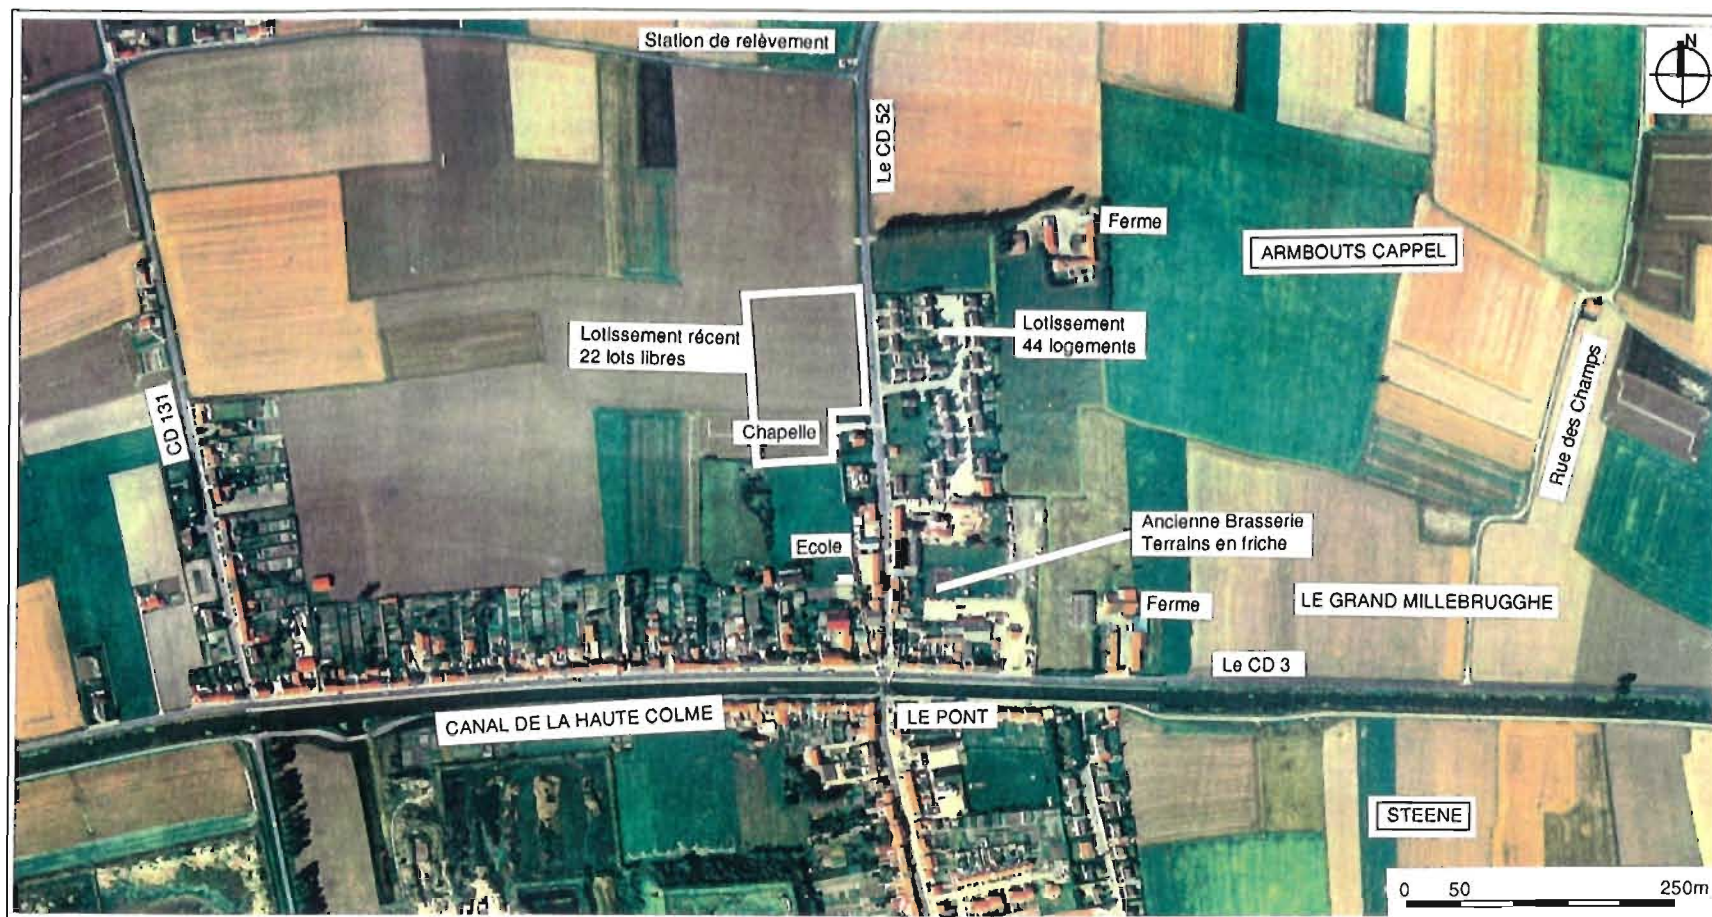 Station de relèvement
N
Le CD 52
Ferme
ARMBOUTS CAPPEL
Lotissement récent
22 lots libres
Lotissement
44 logements
CD 131
Chapelle
Rue des Champs
Ancienne Brasserie
Terrains en friche
Ecole
Ferme
LE GRAND MILLEBRUGGHE
Le CD 3
CANAL DE LA HAUTE COLME
LE PONT
STEENE
0 50 250m